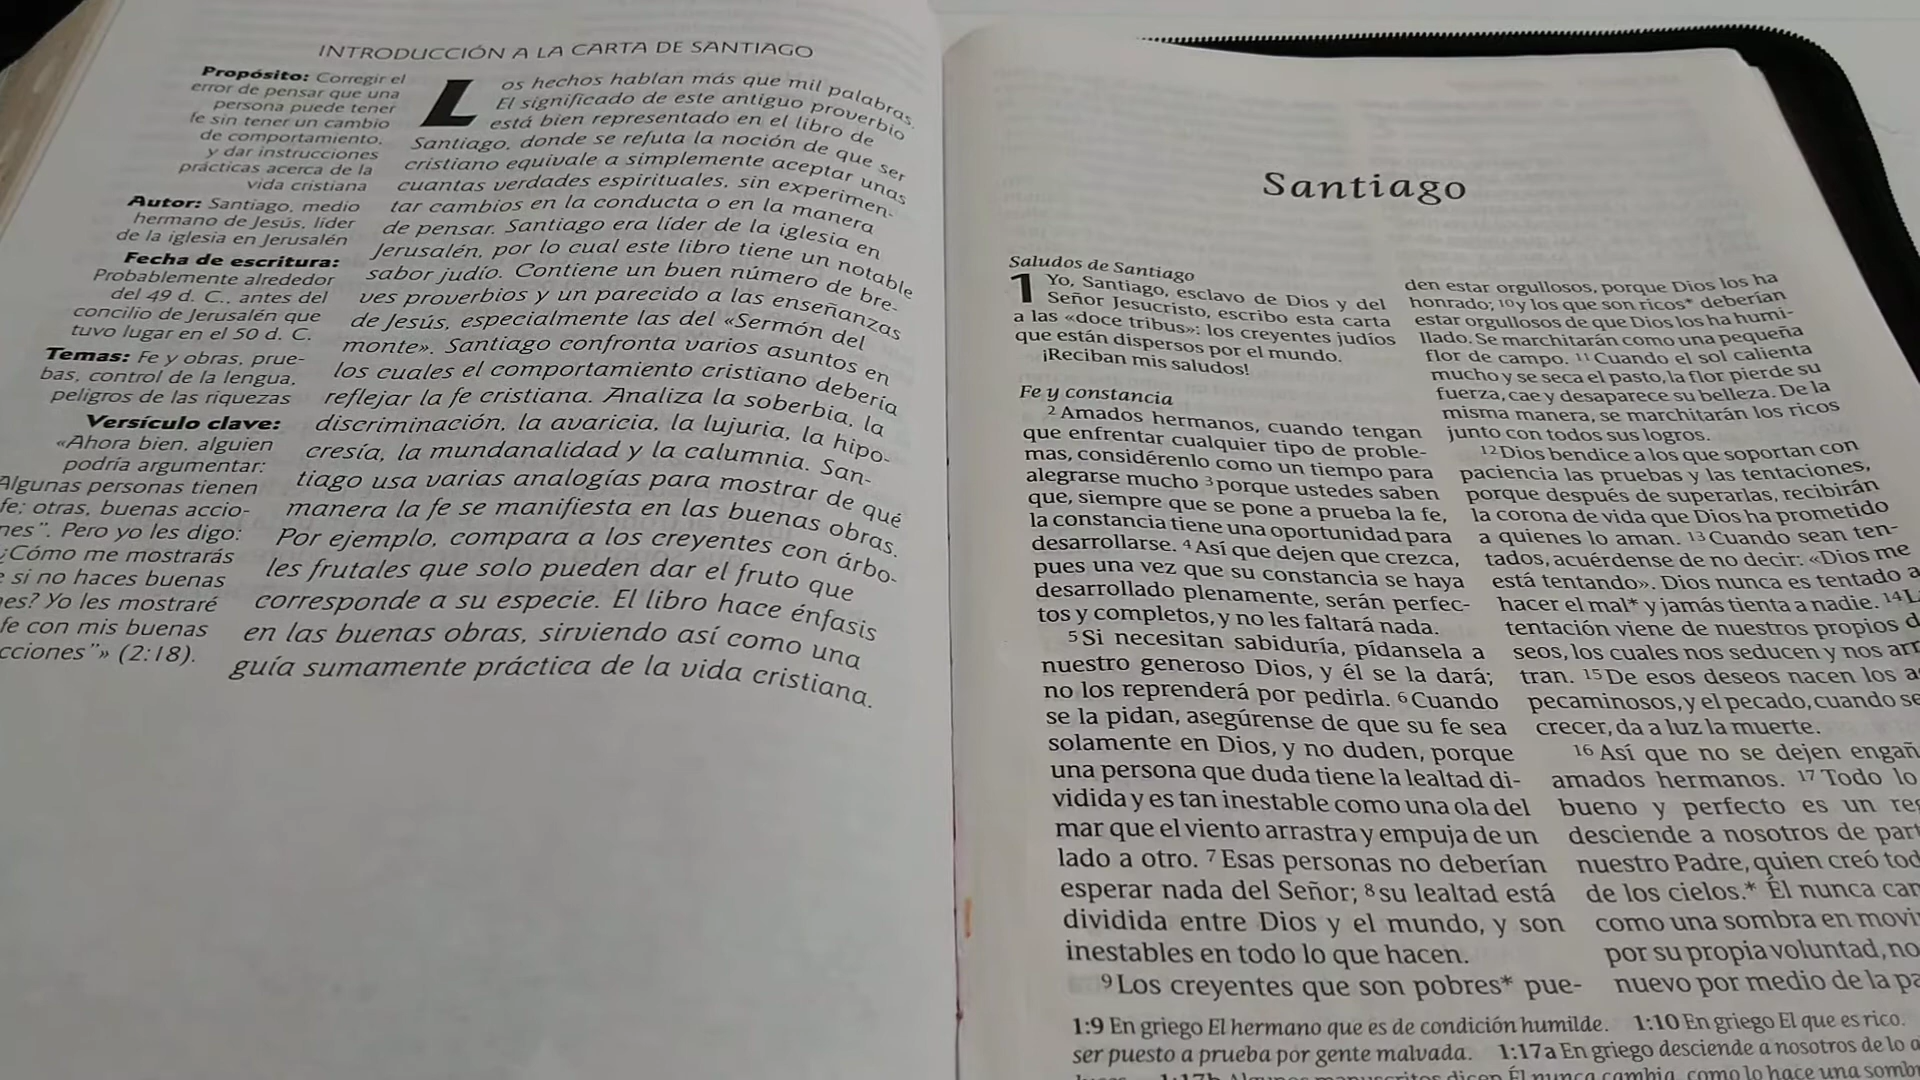 INTRODUCCIÓN A LA CARTA DE SANTIAGO
Propósito: Corregir el
error de pensar que una
persona puede tener
fe sin tener un cambio
de comportamiento,
y dar instrucciones
prácticas acerca de la
vida cristiana
Autor: Santiago, medio
hermano de Jesús, líder
de la iglesia en Jerusalén
Fecha de escritura:
Probablemente alrededor
del 49 d. C., antes del
concilio de Jerusalén que
tuvo lugar en el 50 d. C.
Temas: Fe y obras, prue-
bas, control de la lengua,
peligros de las riquezas
Versículo clave:
«Ahora bien, alguien
podría argumentar:
Algunas personas tienen
fe; otras, buenas accio-
nes". Pero yo les digo:
¿Cómo me mostrarás
si no haces buenas
Yo les mostraré
fe con mis buenas
cciones"» (2:18).
Los hechos hablan más que mil palabras.
El significado de este antiguo proverbio
está bien representado en el libro de
Santiago, donde se refuta la noción de que ser
cristiano equivale a simplemente aceptar unas
cuantas verdades espirituales, sin experimen-
tar cambios en la conducta o en la manera
de pensar. Santiago era líder de la iglesia en
Jerusalén, por lo cual este libro tiene un notable
sabor judío. Contiene un buen número de bre-
ves proverbios y un parecido a las enseñanzas
de Jesús, especialmente las del «Sermón del
monte». Santiago confronta varios asuntos en
los cuales el comportamiento cristiano debería
reflejar la fe cristiana. Analiza la soberbia, la
discriminación, la avaricia, la lujuria, la hipo-
cresía, la mundanalidad y la calumnia. San-
tiago usa varias analogías para mostrar de qué
manera la fe se manifiesta en las buenas obras.
Por ejemplo, compara a los creyentes con árbo-
les frutales que solo pueden dar el fruto que
corresponde a su especie. El libro hace énfasis
en las buenas obras, sirviendo así como una
guía sumamente práctica de la vida cristiana.
Santiago
Saludos de Santiago
1 Yo, Santiago, esclavo de Dios y del
Señor Jesucristo, escribo esta carta
a las «doce tribus»: los creyentes judíos
que están dispersos por el mundo.
¡Reciban mis saludos!
Fe y constancia
2 Amados hermanos, cuando tengan
que enfrentar cualquier tipo de proble-
mas, considérenlo como un tiempo para
alegrarse mucho 3 porque ustedes saben
que, siempre que se pone a prueba la fe,
la constancia tiene una oportunidad para
desarrollarse. 4 Así que dejen que crezca,
pues una vez que su constancia se haya
desarrollado plenamente, serán perfec-
tos y completos, y no les faltará nada.
5 Si necesitan sabiduría, pídansela a
nuestro generoso Dios, y él se la dará;
no los reprenderá por pedirla. 6 Cuando
se la pidan, asegúrense de que su fe sea
solamente en Dios, y no duden, porque
una persona que duda tiene la lealtad di-
vidida y es tan inestable como una ola del
mar que el viento arrastra y empuja de un
lado a otro. 7 Esas personas no deberían
esperar nada del Señor; 8 su lealtad está
dividida entre Dios y el mundo, y son
inestables en todo lo que hacen.
9 Los creyentes que son pobres* pue-
den estar orgullosos, porque Dios los ha
honrado; 10 y los que son ricos* deberían
estar orgullosos de que Dios los ha humi-
llado. Se marchitarán como una pequeña
flor de campo. 11 Cuando el sol calienta
mucho y se seca el pasto, la flor pierde su
fuerza, cae y desaparece su belleza. De la
misma manera, se marchitarán los ricos
junto con todos sus logros.
12 Dios bendice a los que soportan con
paciencia las pruebas y las tentaciones,
porque después de superarlas, recibirán
la corona de vida que Dios ha prometido
a quienes lo aman. 13 Cuando sean ten-
tados, acuérdense de no decir: «Dios me
está tentando». Dios nunca es tentado a
hacer el mal* y jamás tienta a nadie. 14 L
tentación viene de nuestros propios d
seos, los cuales nos seducen y nos arr
tran. 15 De esos deseos nacen los a
pecaminosos, y el pecado, cuando se
crecer, da a luz la muerte.
16 Así que no se dejen engañ
amados hermanos. 17 Todo lo
bueno y perfecto es un reg
desciende a nosotros de part
nuestro Padre, quien creó tod
de los cielos.* Él nunca cam
como una sombra en movi
por su propia voluntad, no
nuevo por medio de la pa
1:9 En griego El hermano que es de condición humilde. 1:10 En griego El que es rico.
ser puesto a prueba por gente malvada. 1:17a En griego desciende a nosotros de lo a
1:17b Algunos manuscritos dicen Él nunca cambia, como lo hace una sombr